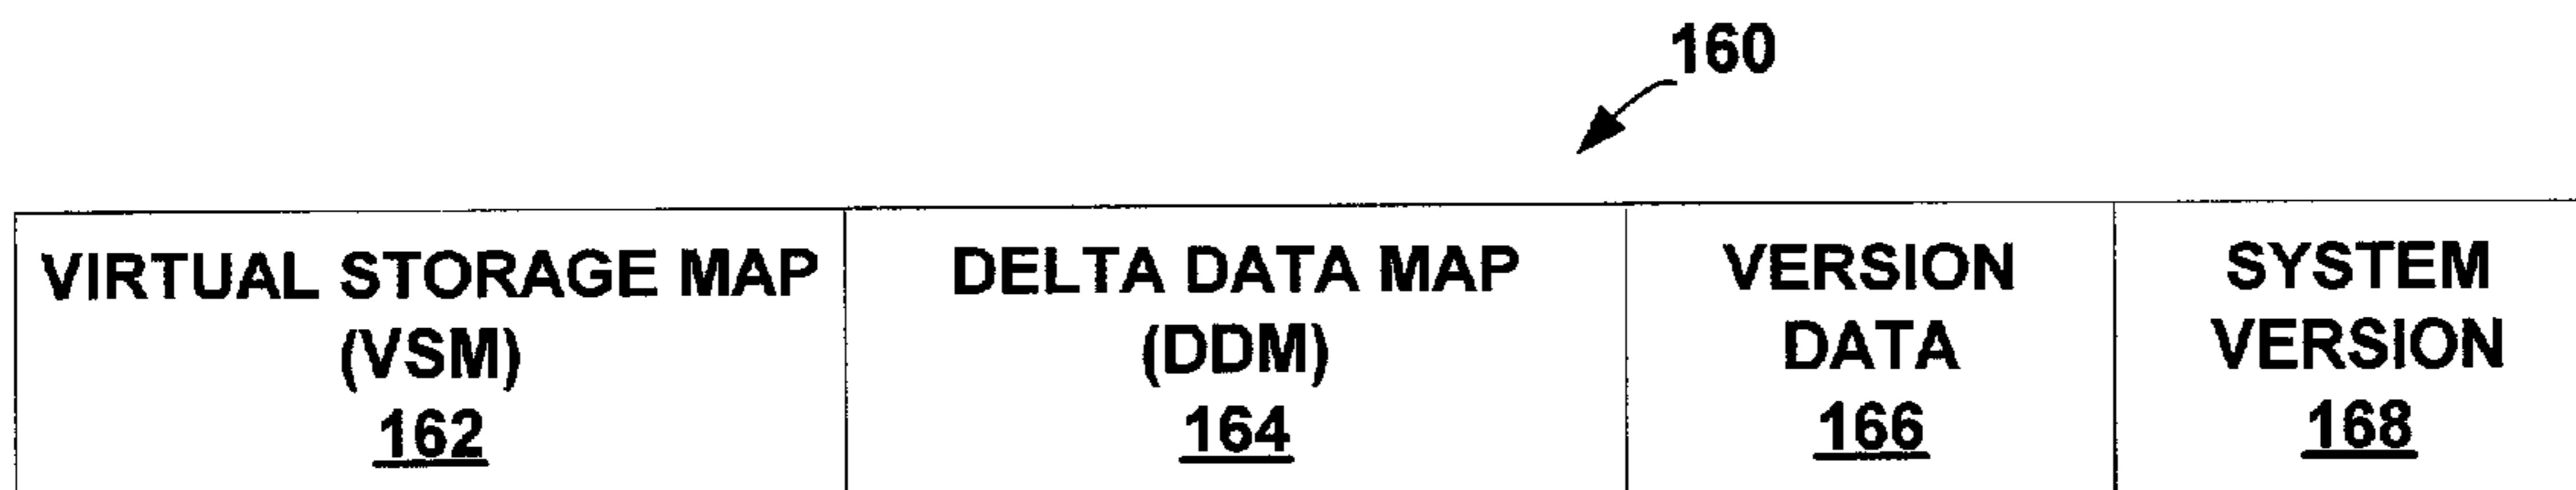 160
VIRTUAL STORAGE MAP
(VSM)
162
DELTA DATA MAP
(DDM)
164
VERSION
DATA
166
SYSTEM
VERSION
168